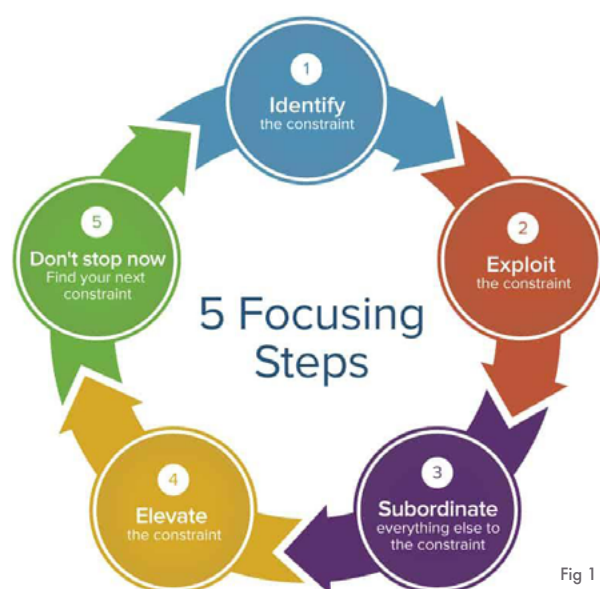 1
Identify
the constraint
2
Exploit
the constraint
3
Subordinate
everything else to
the constraint
4
Elevate
the constraint
5
Don't stop now
Find your next
constraint
5 Focusing
Steps
Fig 1